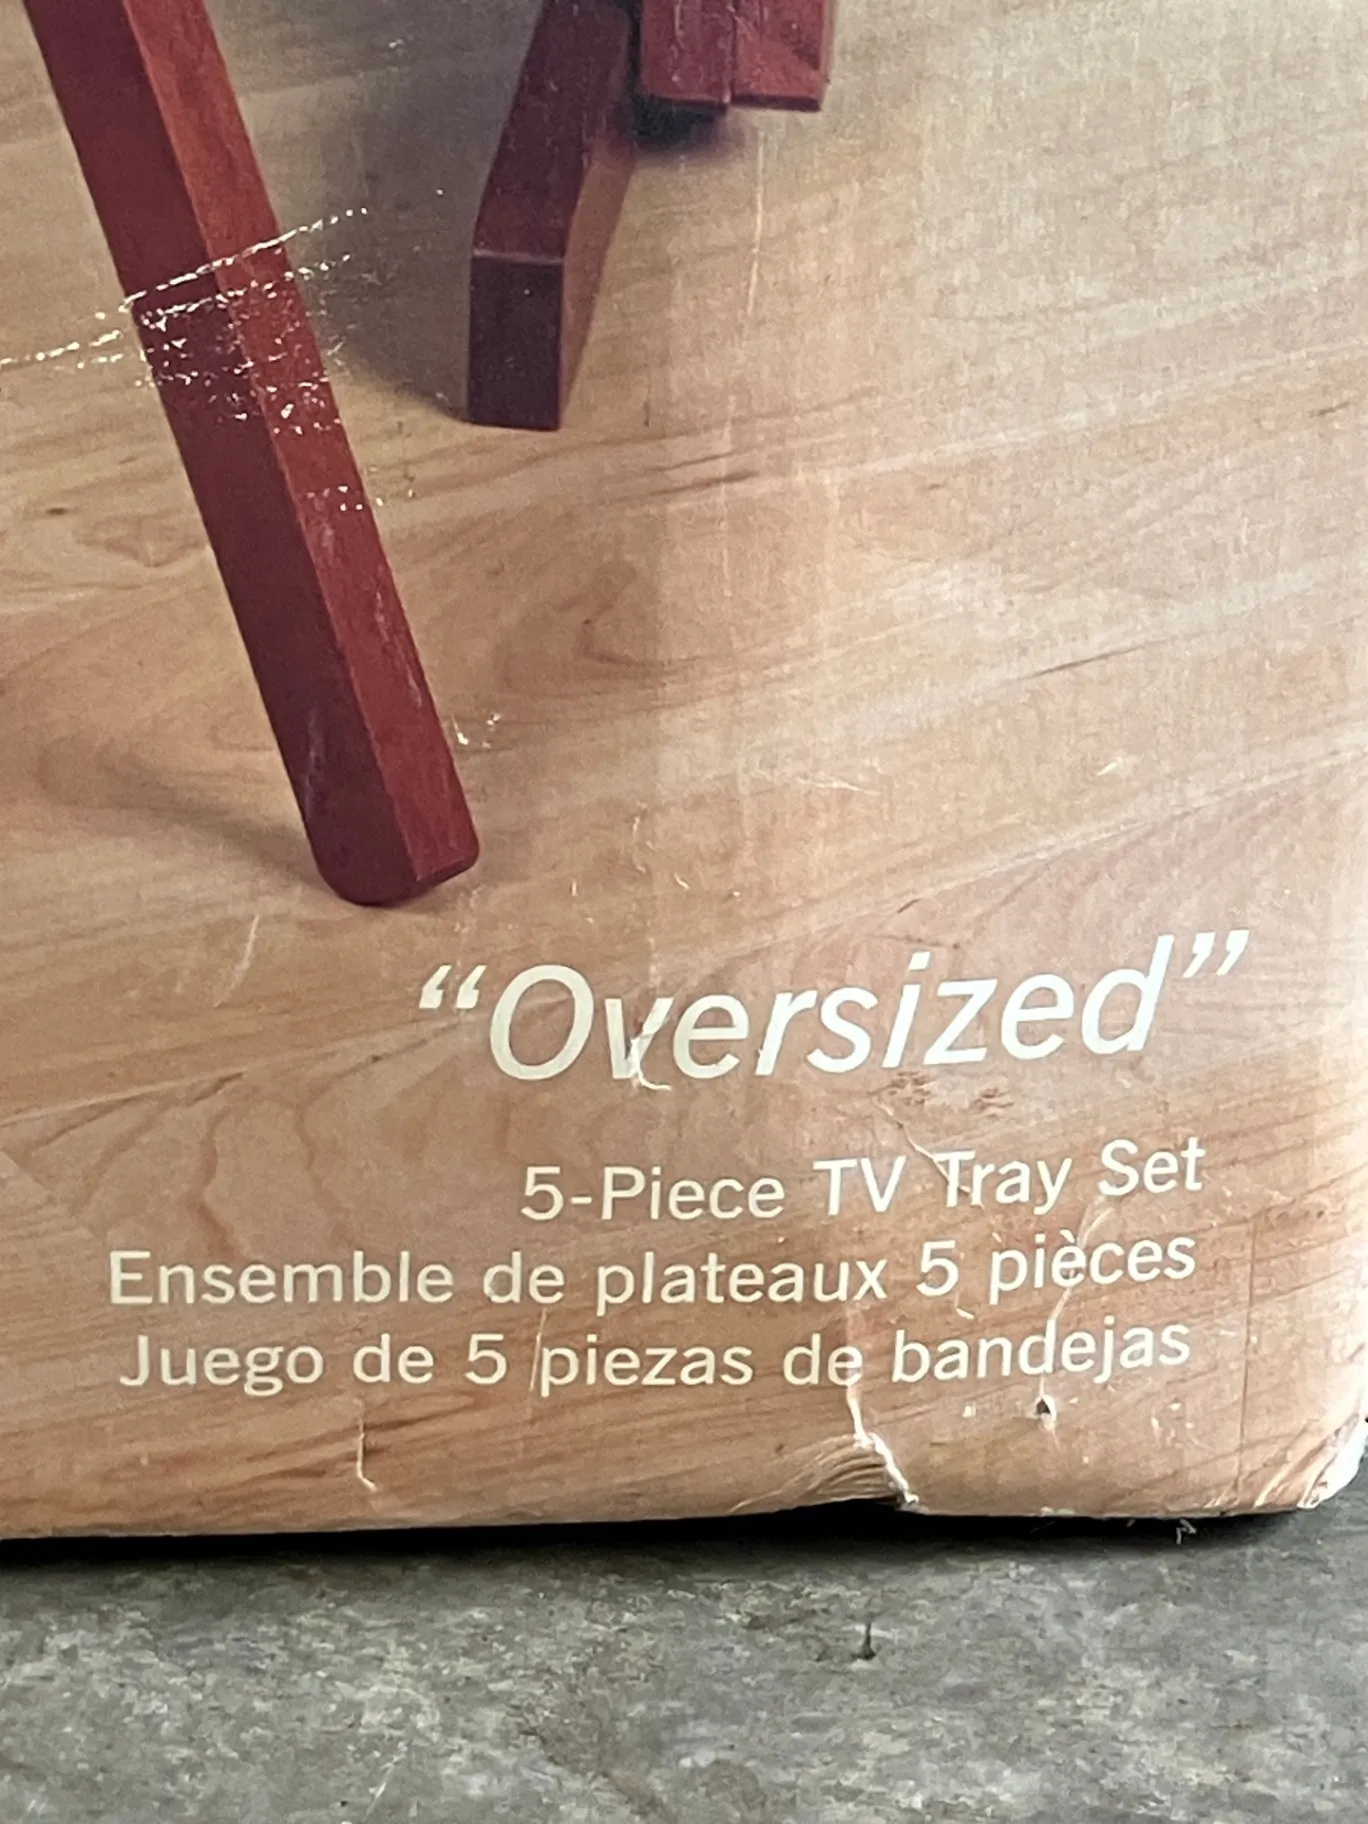 “Oversized”
5-Piece TV Tray Set
Ensemble de plateaux 5 pièces
Juego de 5 piezas de bandejas